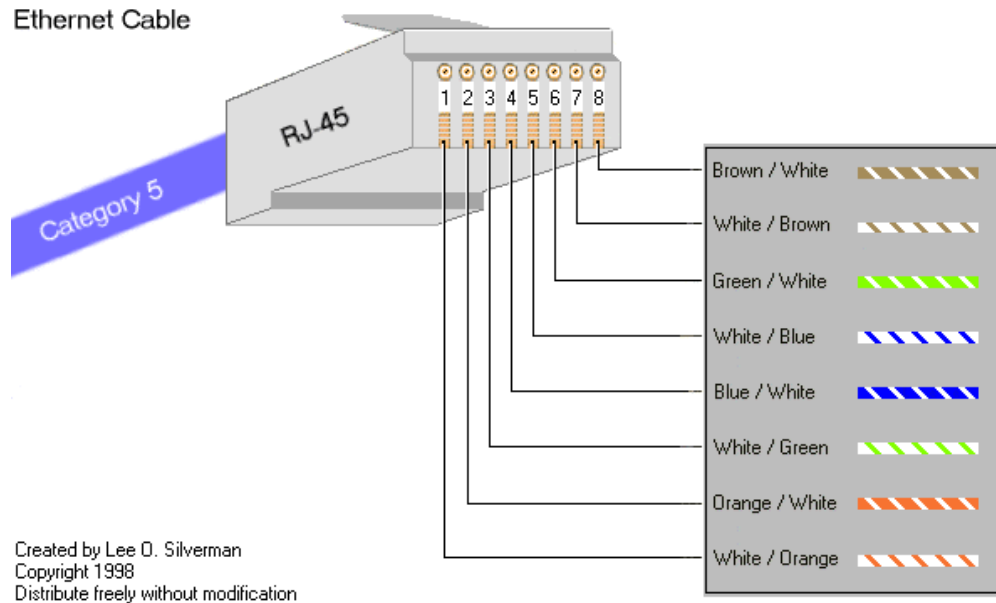 Ethernet Cable
RJ-45
1 2 3 4 5 6 7 8
Category 5
Brown / White
White / Brown
Green / White
White / Blue
Blue / White
White / Green
Orange / White
White / Orange
Created by Lee O. Silverman
Copyright 1998
Distribute freely without modification